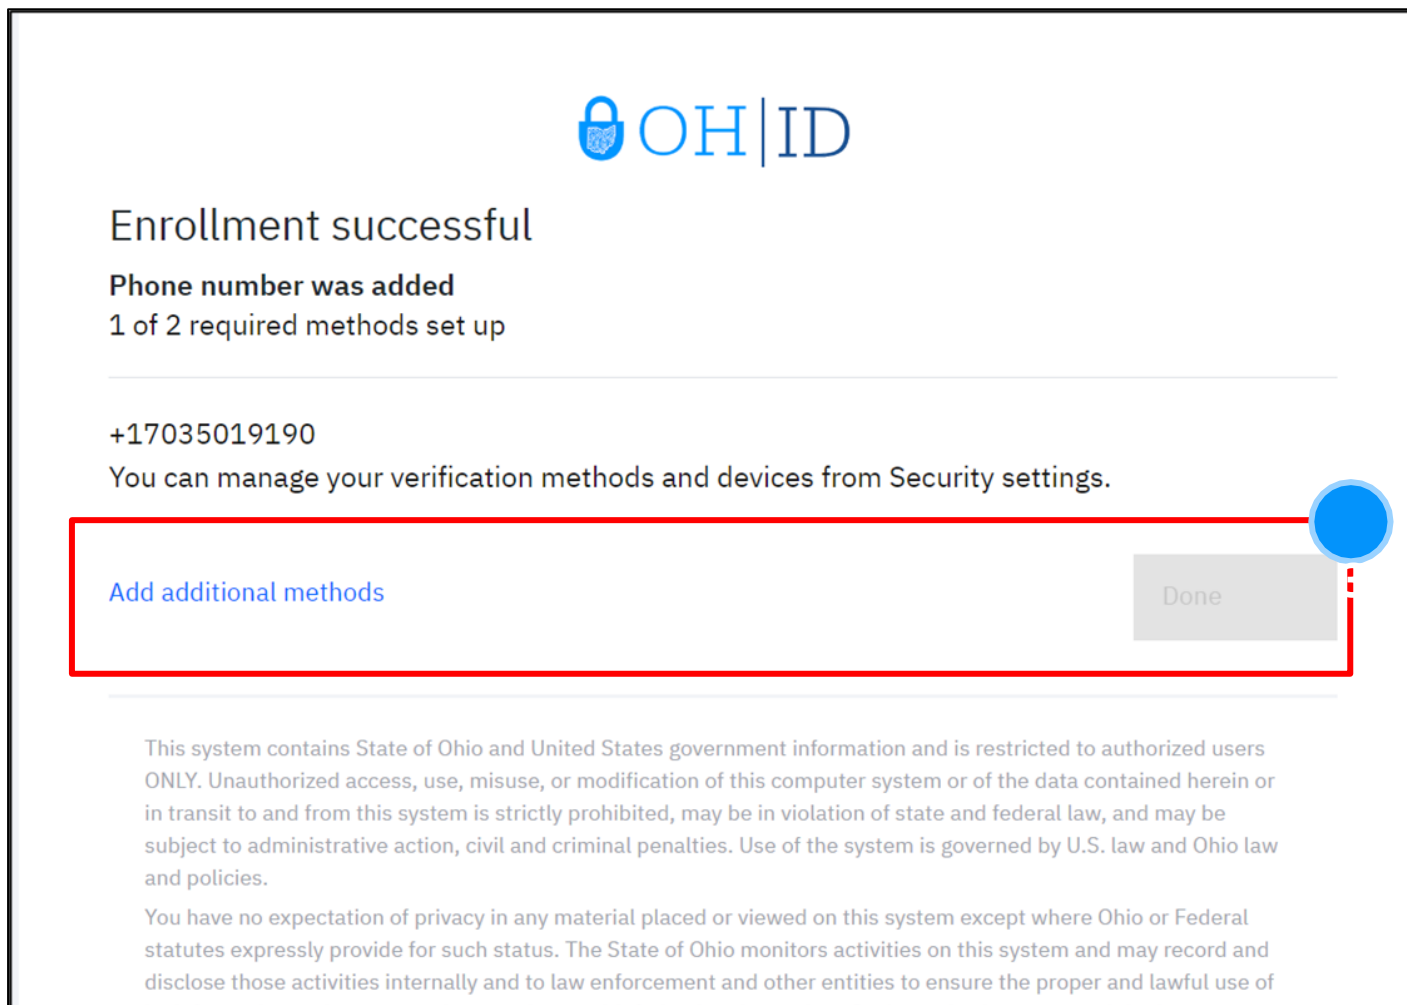 OH|ID
Enrollment successful
Phone number was added
1 of 2 required methods set up
+17035019190
You can manage your verification methods and devices from Security settings.
Add additional methods
Done
This system contains State of Ohio and United States government information and is restricted to authorized users
ONLY. Unauthorized access, use, misuse, or modification of this computer system or of the data contained herein or
in transit to and from this system is strictly prohibited, may be in violation of state and federal law, and may be
subject to administrative action, civil and criminal penalties. Use of the system is governed by U.S. law and Ohio law
and policies.
You have no expectation of privacy in any material placed or viewed on this system except where Ohio or Federal
statutes expressly provide for such status. The State of Ohio monitors activities on this system and may record and
disclose those activities internally and to law enforcement and other entities to ensure the proper and lawful use of